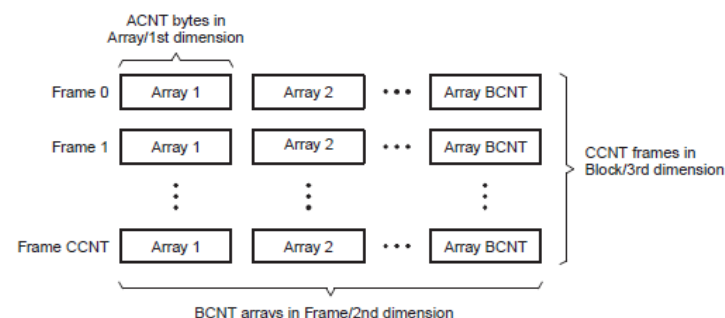 ACNT bytes in
Array/1st dimension
Frame 0 Array 1 Array 2 Array BCNT
Frame 1 Array 1 Array 2 Array BCNT
CCNT frames in
Block/3rd dimension
Frame CCNT Array 1 Array 2 Array BCNT
BCNT arrays in Frame/2nd dimension